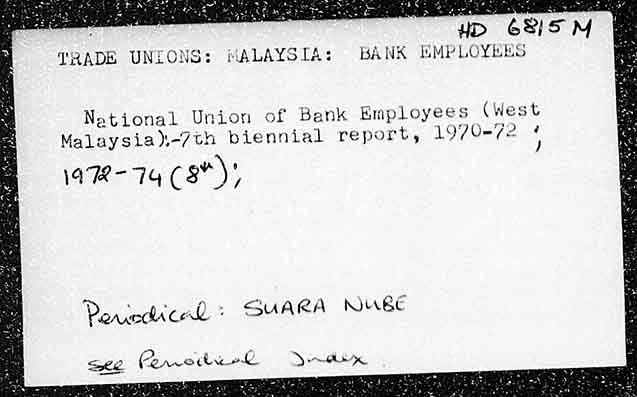 HD 6815 M
TRADE UNIONS: MALAYSIA: BANK EMPLOYEES
National Union of Bank Employees (West
Malaysia):-7th biennial report, 1970-72 ;
1972-74 (8th);
Periodical: SUARA NUBE
see Periodical Index.